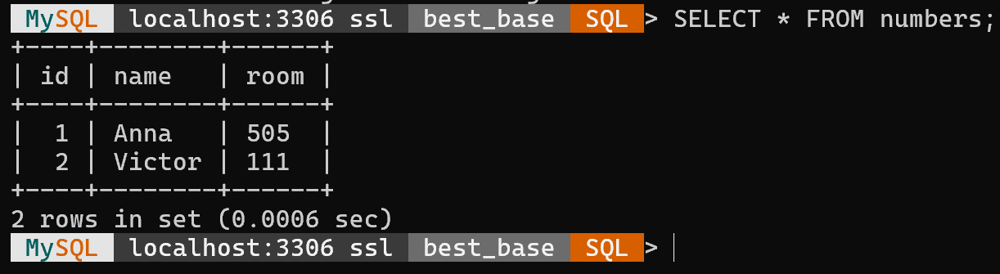 MySQL localhost:3306 ssl best_base SQL > SELECT * FROM numbers;
+----+--------+------+
| id | name   | room |
+----+--------+------+
|  1 | Anna   | 505  |
|  2 | Victor | 111  |
+----+--------+------+
2 rows in set (0.0006 sec)
MySQL localhost:3306 ssl best_base SQL >